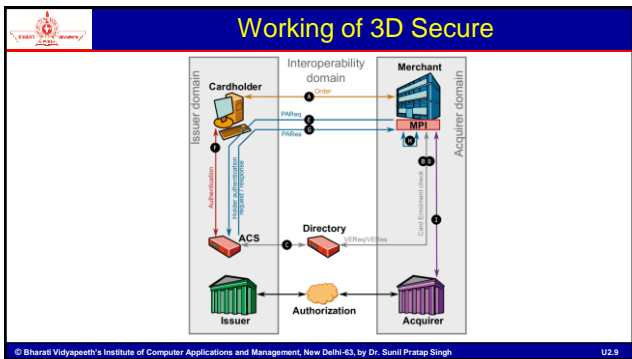 Working of 3D Secure
Interoperability
domain
Issuer domain
Cardholder
Merchant
Acquirer domain
A
Order
PAReq
E
MPI
G
PARes
H
F
B D
Authentication
Holder authentication
request / response
Card Enrolment check
I
ACS
C
Directory
VEReq/VERes
Issuer
Authorization
Acquirer
© Bharati Vidyapeeth's Institute of Computer Applications and Management, New Delhi-63, by Dr. Sunil Pratap Singh
U2.9